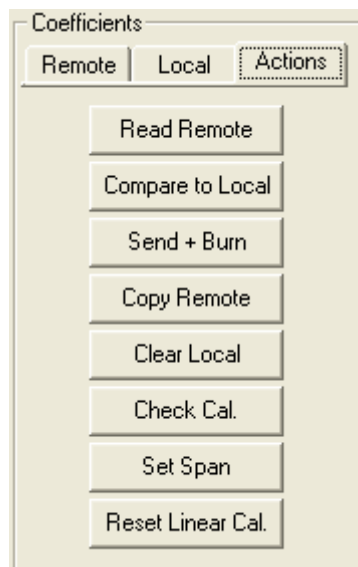 Coefficients
Remote Local Actions
Read Remote
Compare to Local
Send + Burn
Copy Remote
Clear Local
Check Cal.
Set Span
Reset Linear Cal.